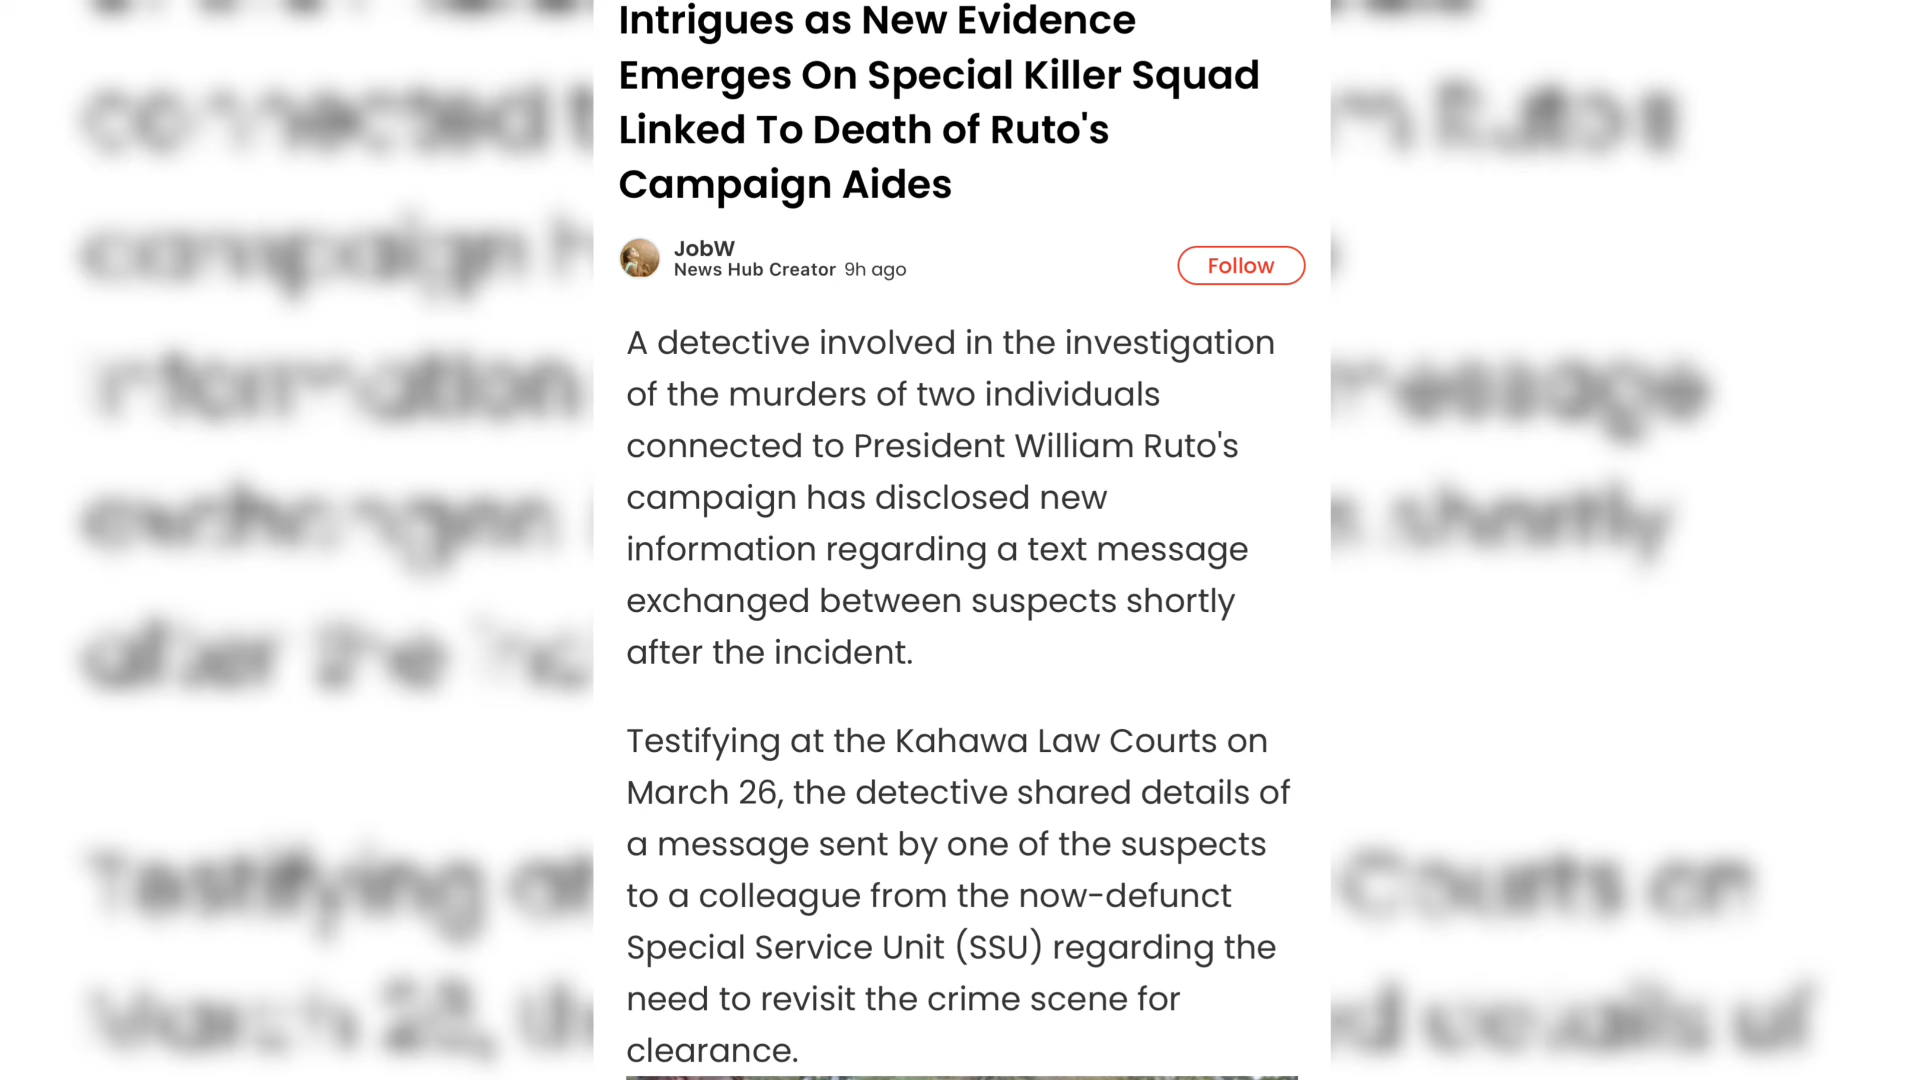 Intrigues as New Evidence
Emerges On Special Killer Squad
Linked To Death of Ruto's
Campaign Aides
JobW
News Hub Creator 9h ago
Follow
A detective involved in the investigation
of the murders of two individuals
connected to President William Ruto's
campaign has disclosed new
information regarding a text message
exchanged between suspects shortly
after the incident.
Testifying at the Kahawa Law Courts on
March 26, the detective shared details of
a message sent by one of the suspects
to a colleague from the now-defunct
Special Service Unit (SSU) regarding the
need to revisit the crime scene for
clearance.